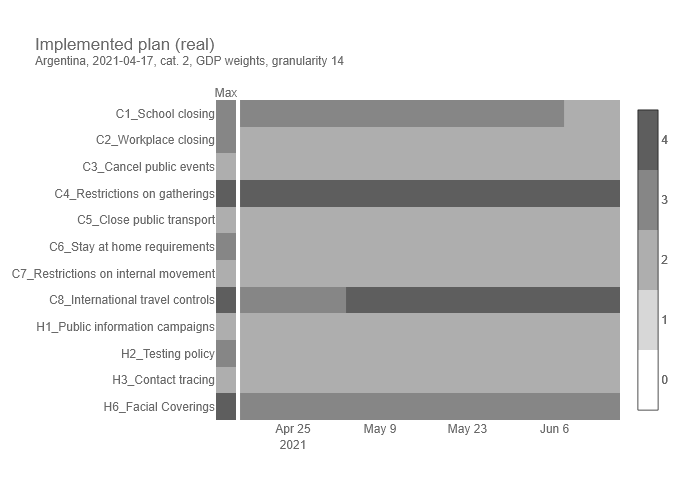 Implemented plan (real)
Argentina, 2021-04-17, cat. 2, GDP weights, granularity 14
Max
C1_School closing
C2_Workplace closing
C3_Cancel public events
C4_Restrictions on gatherings
C5_Close public transport
C6_Stay at home requirements
C7_Restrictions on internal movement
C8_International travel controls
H1_Public information campaigns
H2_Testing policy
H3_Contact tracing
H6_Facial Coverings
4
3
2
1
0
Apr 25 May 9 May 23 Jun 6
2021